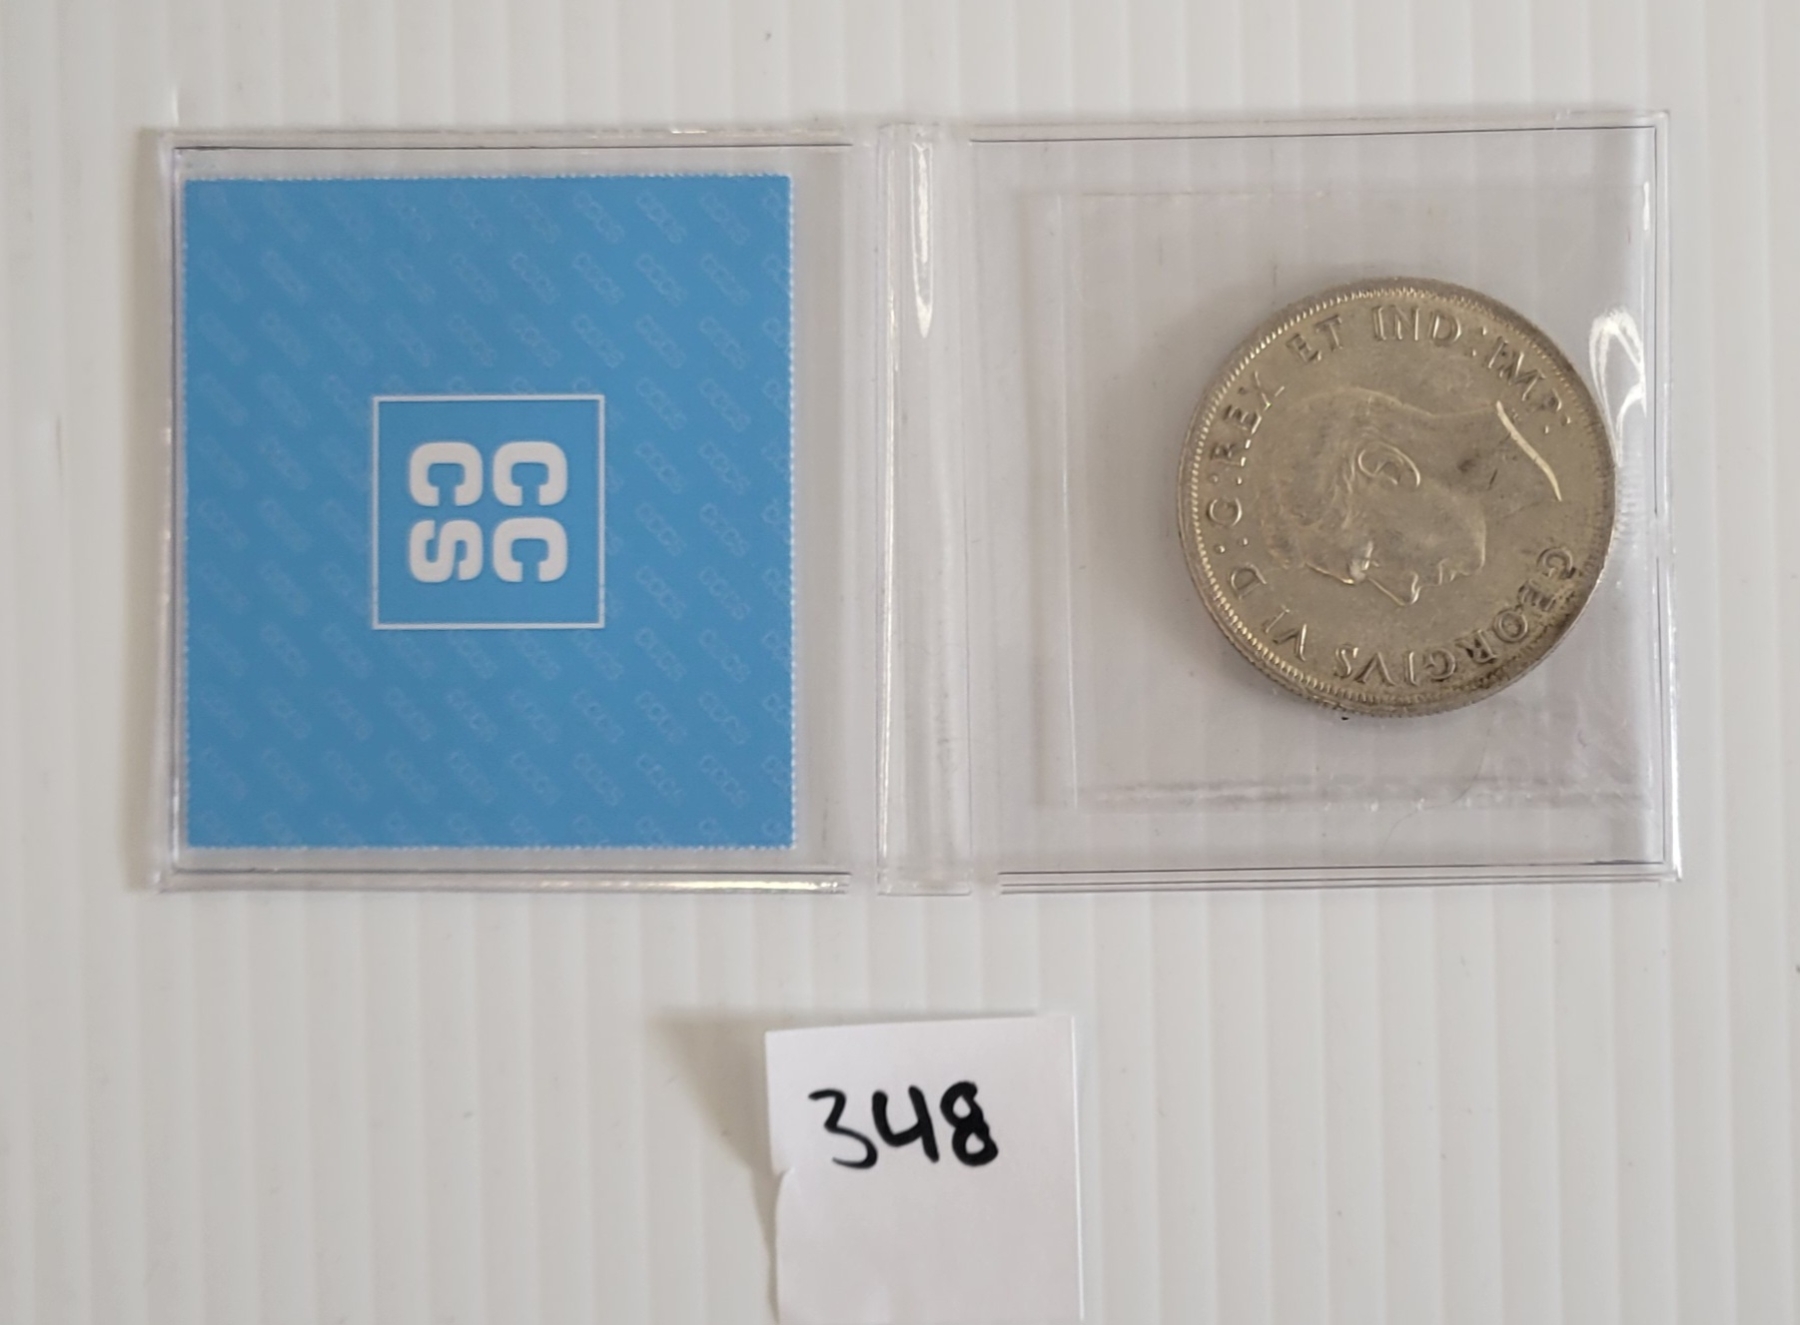 CC
CS
GEORGIVS VI D:G:REX ET IND:IMP:
348